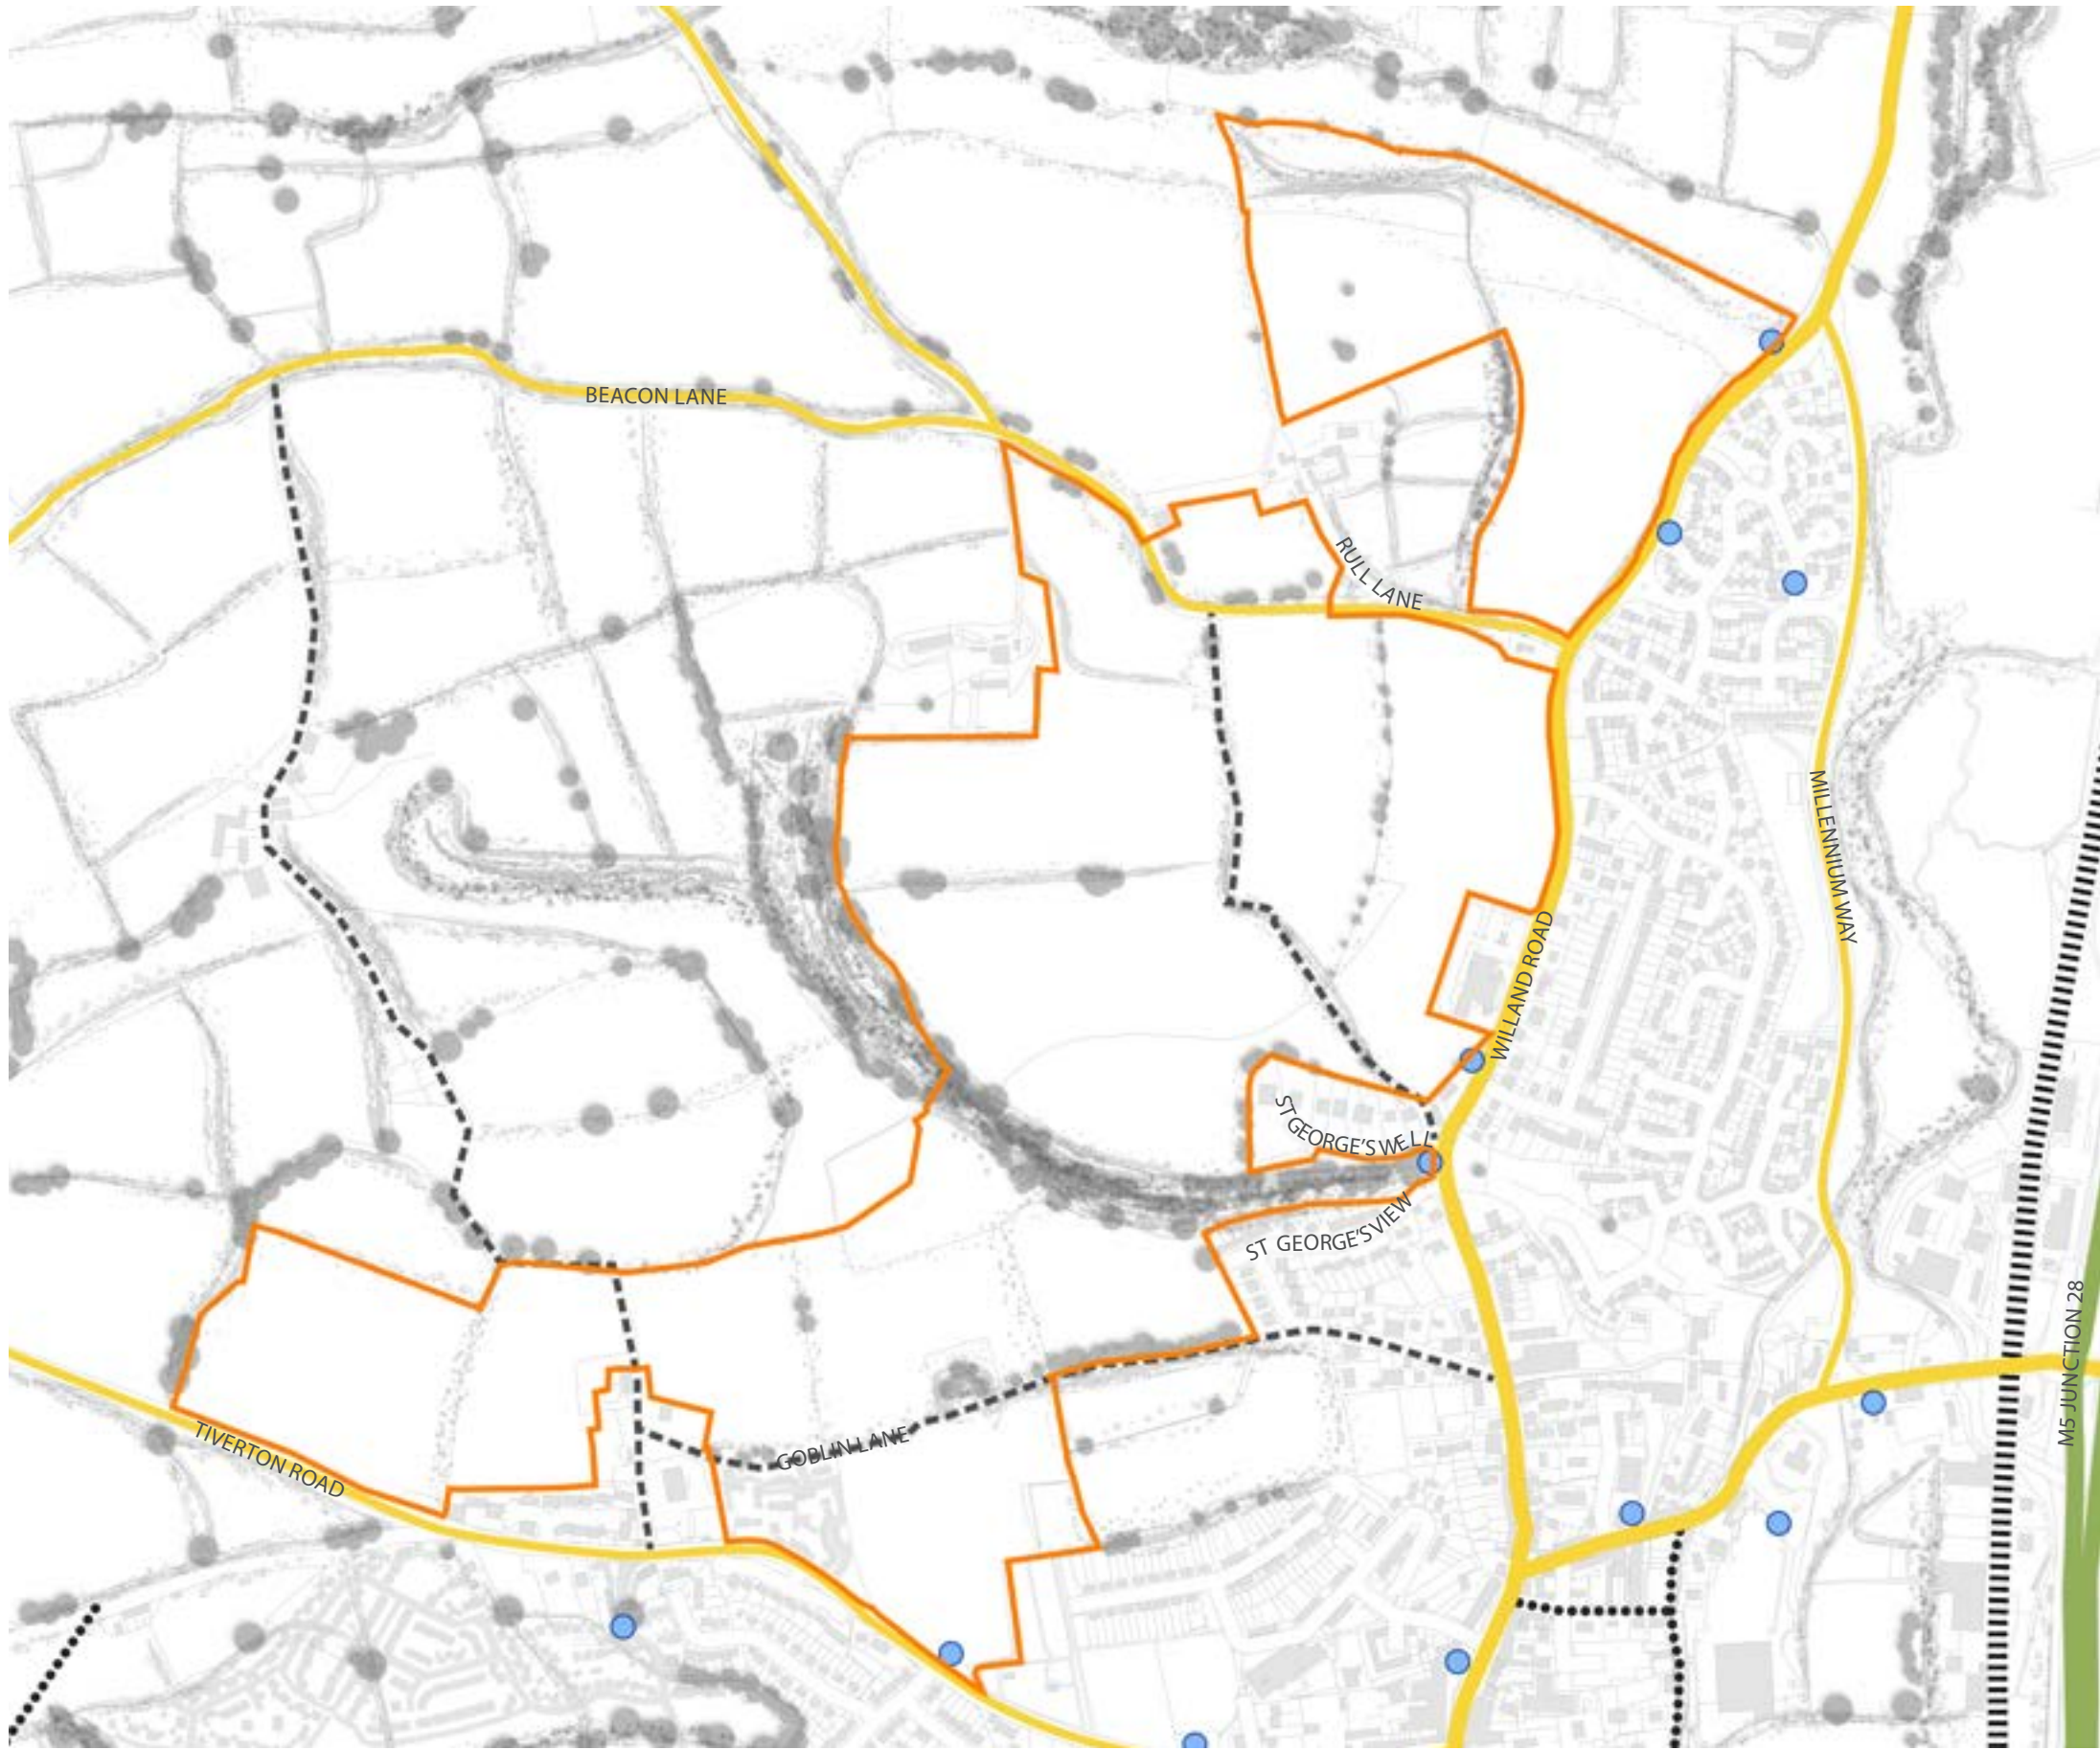 BEACON LANE
RULL LANE
MILLENNIUM WAY
WILLAND ROAD
ST GEORGE'S WELL
ST GEORGE'S VIEW
M5 JUNCTION 28
GOBLIN LANE
TIVERTON ROAD